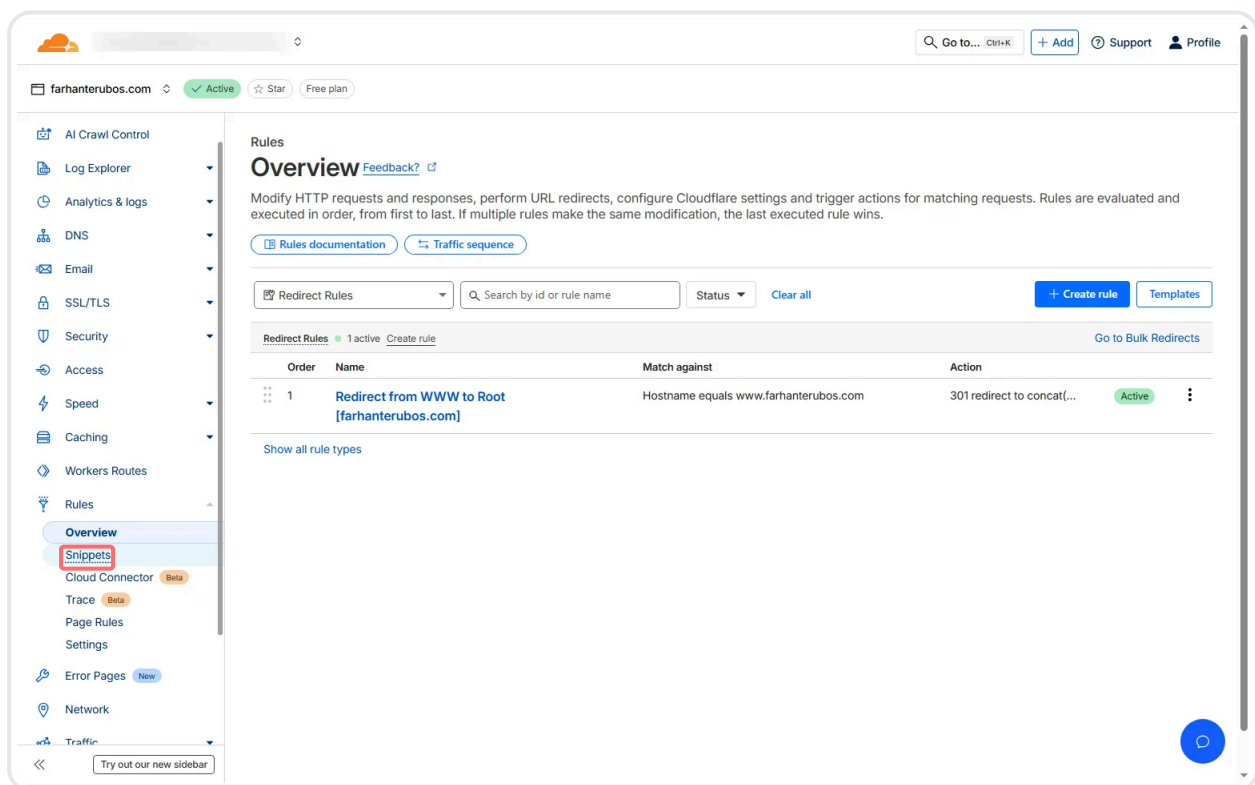 Go to... Ctrl+K
+ Add
Support
Profile
farhanterubos.com
Active
Star
Free plan
AI Crawl Control
Log Explorer
Analytics & logs
DNS
Email
SSL/TLS
Security
Access
Speed
Caching
Workers Routes
Rules
Overview
Snippets
Cloud Connector Beta
Trace Beta
Page Rules
Settings
Error Pages New
Network
Traffic
Try out our new sidebar
Rules
Overview Feedback?
Modify HTTP requests and responses, perform URL redirects, configure Cloudflare settings and trigger actions for matching requests. Rules are evaluated and
executed in order, from first to last. If multiple rules make the same modification, the last executed rule wins.
Rules documentation
Traffic sequence
Redirect Rules
Search by id or rule name
Status
Clear all
+ Create rule
Templates
Redirect Rules 1 active Create rule
Go to Bulk Redirects
Order Name Match against Action
1 Redirect from WWW to Root Hostname equals www.farhanterubos.com 301 redirect to concat(... Active
[farhanterubos.com]
Show all rule types